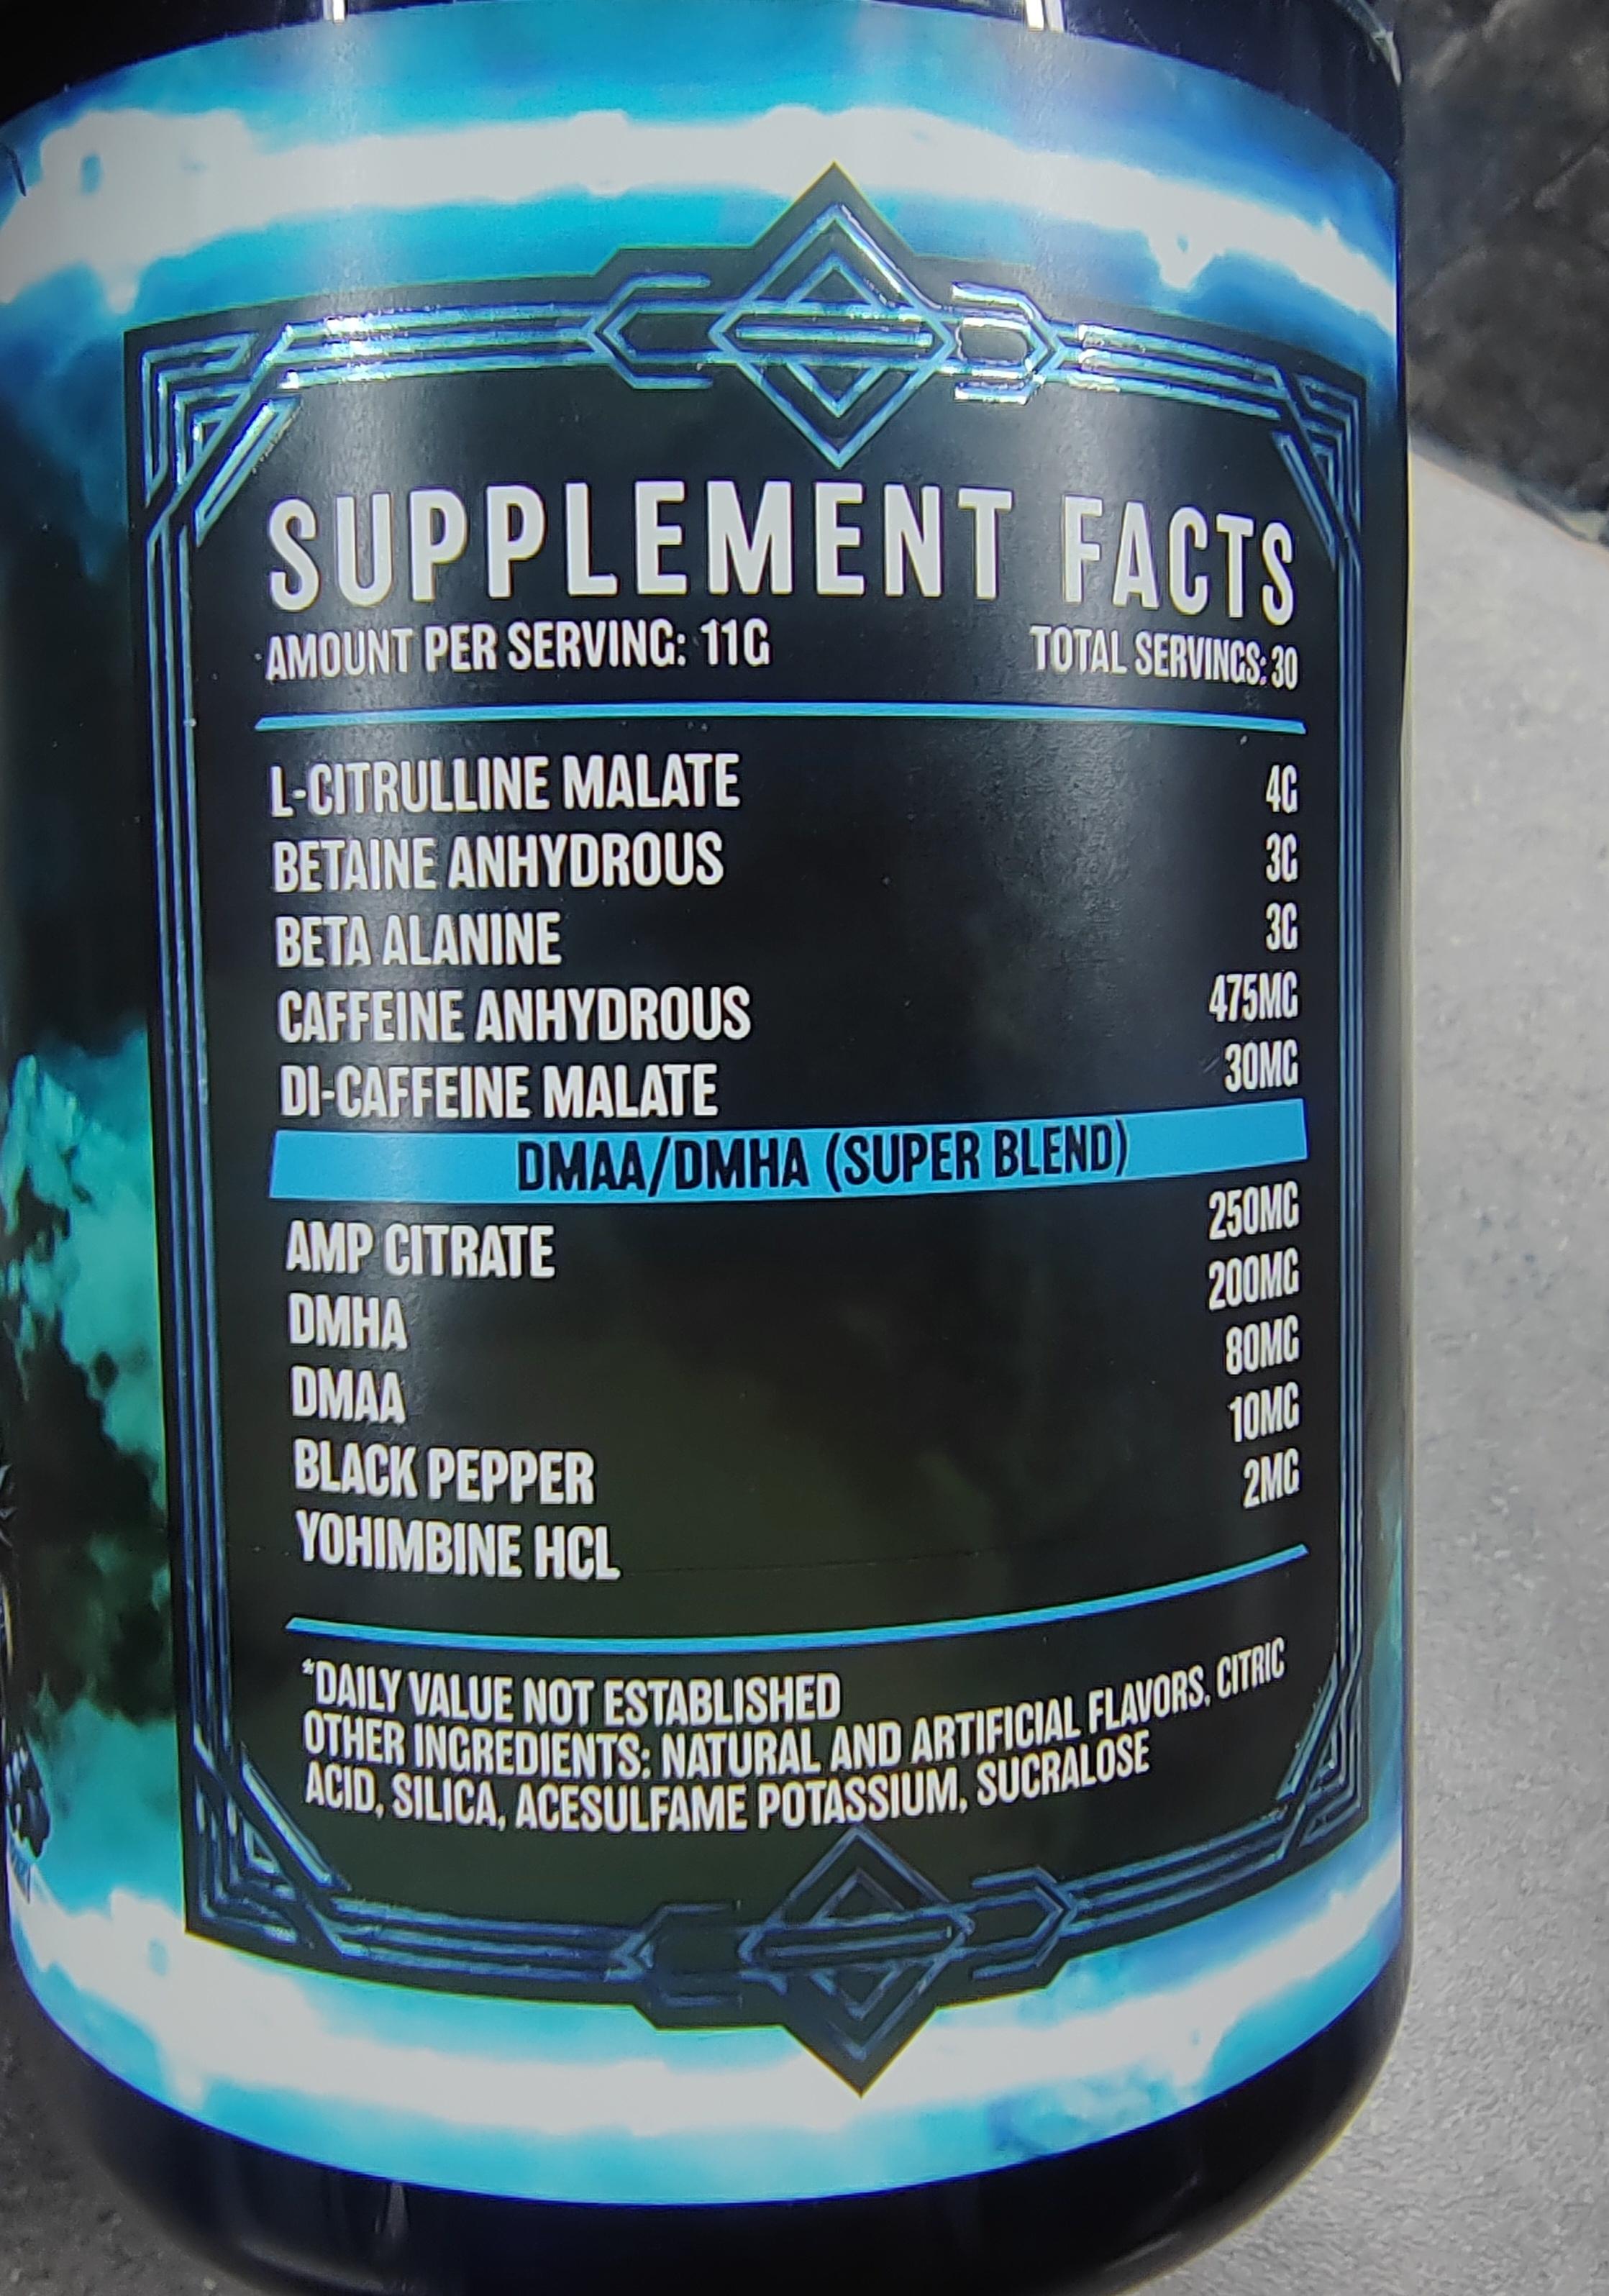 SUPPLEMENT FACTS
AMOUNT PER SERVING: 11G TOTAL SERVINGS: 30
L-CITRULLINE MALATE 4G
BETAINE ANHYDROUS 3G
BETA ALANINE 3G
CAFFEINE ANHYDROUS 475MG
DI-CAFFEINE MALATE 30MG
DMAA/DMHA (SUPER BLEND)
AMP CITRATE 250MG
DMHA 200MG
DMAA 80MG
BLACK PEPPER 10MG
YOHIMBINE HCL 2MG
*DAILY VALUE NOT ESTABLISHED
OTHER INGREDIENTS: NATURAL AND ARTIFICIAL FLAVORS, CITRIC
ACID, SILICA, ACESULFAME POTASSIUM, SUCRALOSE